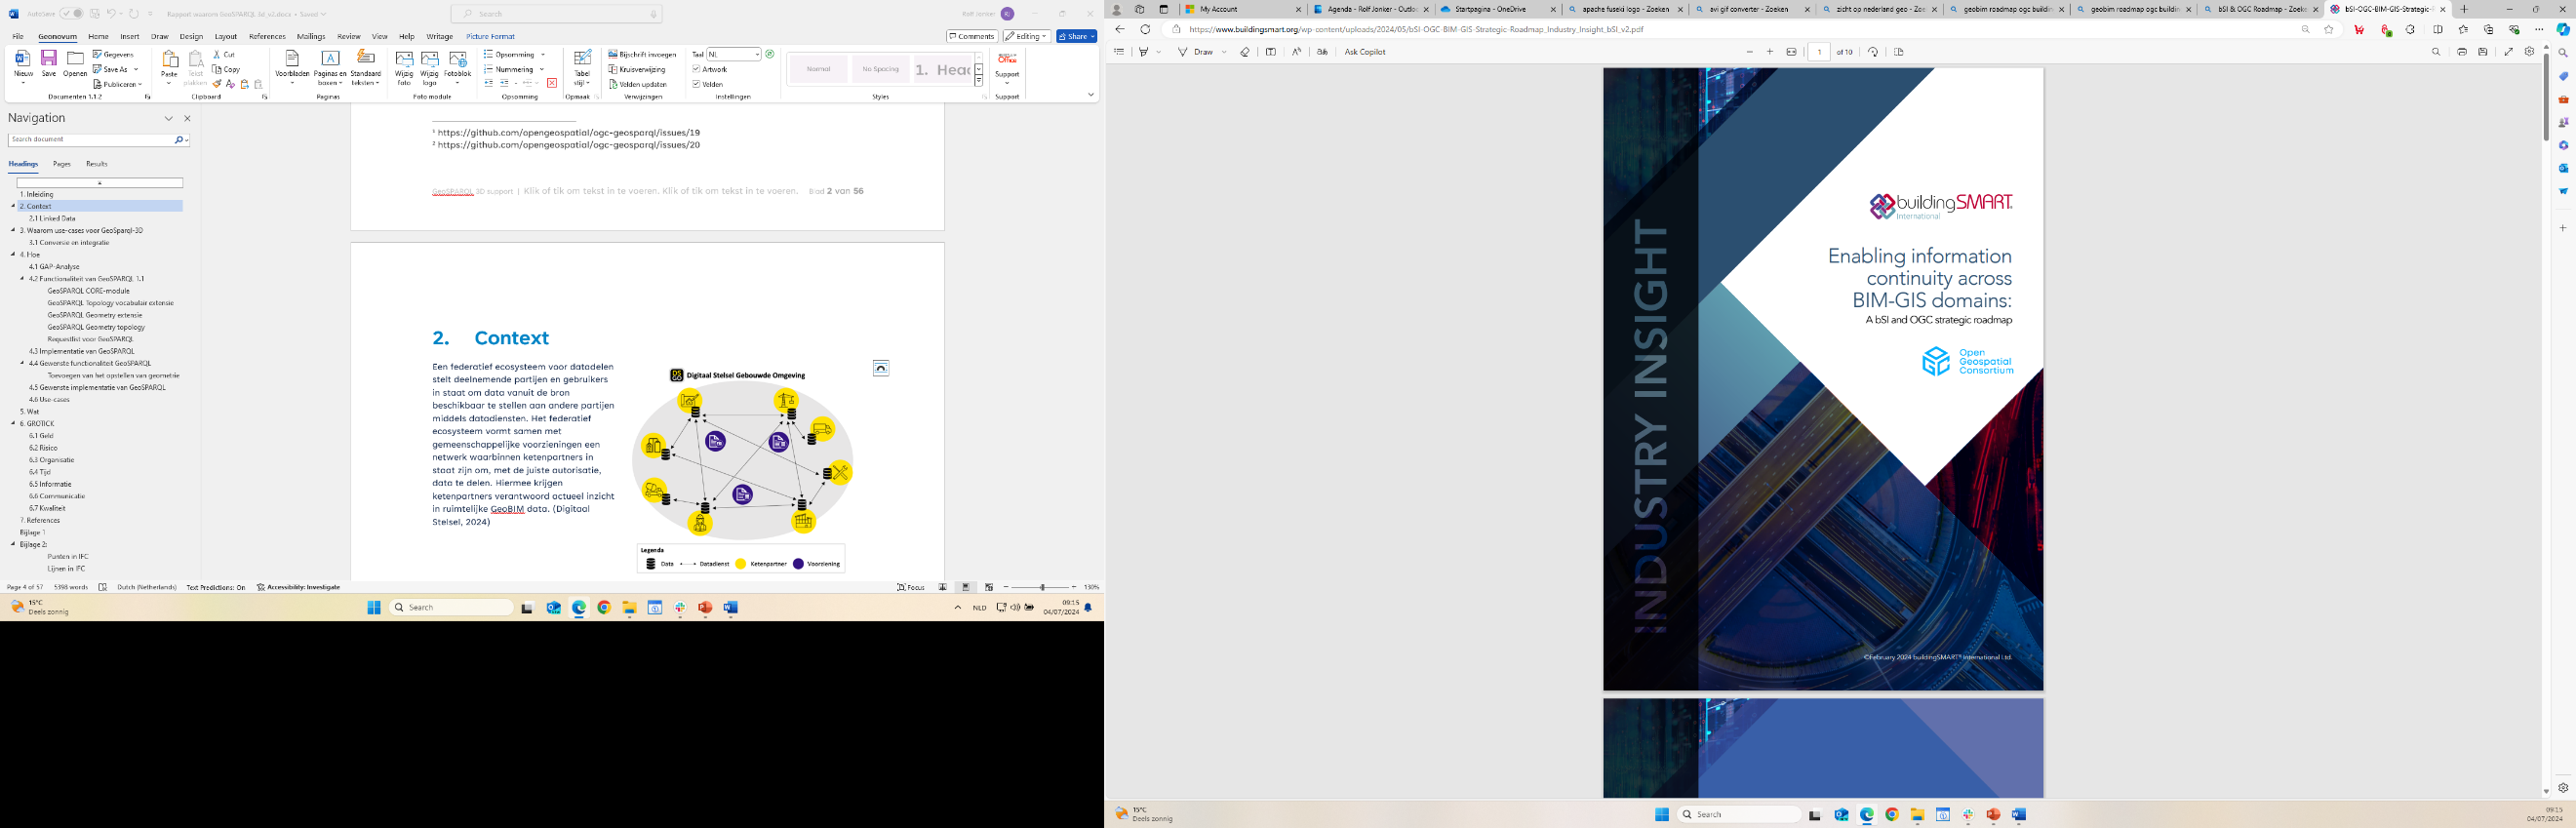 AutoSave
Rapport waarom GeoSPARQL 3d_v2.docx • Saved
Search
Rolf Jonker
RJ
File Geonovum Home Insert Draw Design Layout References Mailings Review View Help Writage Picture Format
Comments Editing Share
Nieuw Save Openen
Gegevens
Save As
Publiceren
Documenten 1.1.2
Paste
Tekst plakken
Cut
Copy
Clipboard
Voorbladen
Paginas en boxen
Standaard teksten
Paginas
Wijzig foto
Wijzig logo
Fotoblok
Foto module
Opsomming
Nummering
Opsomming
Tabel stijl
Opmaak
Bijschrift invoegen
Kruisverwijzing
Velden updaten
Verwijzingen
Taal NL
Artwork
Velden
Instellingen
Normal
No Spacing
1. Head
Styles
Support
Support
Navigation
Search document
Headings Pages Results
1. Inleiding
2. Context
2.1 Linked Data
3. Waarom use-cases voor GeoSparql-3D
3.1 Conversie en integratie
4. Hoe
4.1 GAP-Analyse
4.2 Functionaliteit van GeoSPARQL 1.1
GeoSPARQL CORE-module
GeoSPARQL Topology vocabulair extensie
GeoSPARQL Geometry extensie
GeoSPARQL Geometry topology
Requestlist voor GeoSPARQL
4.3 Implementatie van GeoSPARQL
4.4 Gewenste functionaliteit GeoSPARQL
Toevoegen van het opstellen van geometrie
4.5 Gewenste implementatie van GeoSPARQL
4.6 Use-cases
5. Wat
6. GROTICK
6.1 Geld
6.2 Risico
6.3 Organisatie
6.4 Tijd
6.5 Informatie
6.6 Communicatie
6.7 Kwaliteit
7. References
Bijlage 1
Bijlage 2:
Punten in IFC
Lijnen in IFC
1 https://github.com/opengeospatial/ogc-geosparql/issues/19
2 https://github.com/opengeospatial/ogc-geosparql/issues/20
GeoSPARQL 3D support | Klik of tik om tekst in te voeren. Klik of tik om tekst in te voeren. Blad 2 van 56
2. Context
Een federatief ecosysteem voor datadelen
stelt deelnemende partijen en gebruikers
in staat om data vanuit de bron
beschikbaar te stellen aan andere partijen
middels datadiensten. Het federatief
ecosysteem vormt samen met
gemeenschappelijke voorzieningen een
netwerk waarbinnen ketenpartners in
staat zijn om, met de juiste autorisatie,
data te delen. Hiermee krijgen
ketenpartners verantwoord actueel inzicht
in ruimtelijke GeoBIM data. (Digitaal
Stelsel, 2024)
Digitaal Stelsel Gebouwde Omgeving
Legenda
Data Datadienst Ketenpartner Voorziening
Page 4 of 57 5398 words Dutch (Netherlands) Text Predictions: On Accessibility: Investigate
Focus
130%
15°C
Deels zonnig
Search
NLD
09:15
04/07/2024
My Account
Agenda - Rolf Jonker - Outlo
Startpagina - OneDrive
apache fuseki logo - Zoeken
avi gif converter - Zoeken
zicht op nederland geo - Zoe
geobim roadmap ogc buildin
geobim roadmap ogc buildin
bSI & OGC Roadmap - Zoeke
bSI-OGC-BIM-GIS-Strategic-
https://www.buildingsmart.org/wp-content/uploads/2024/05/bSI-OGC-BIM-GIS-Strategic-Roadmap_Industry_Insight_bSI_v2.pdf
Draw
Ask Copilot
1 of 10
INDUSTRY INSIGHT
buildingSMART
International
Enabling information
continuity across
BIM-GIS domains:
A bSI and OGC strategic roadmap
Open
Geospatial
Consortium
©February 2024 buildingSMART® International Ltd.
15°C
Deels zonnig
Search
09:15
04/07/2024